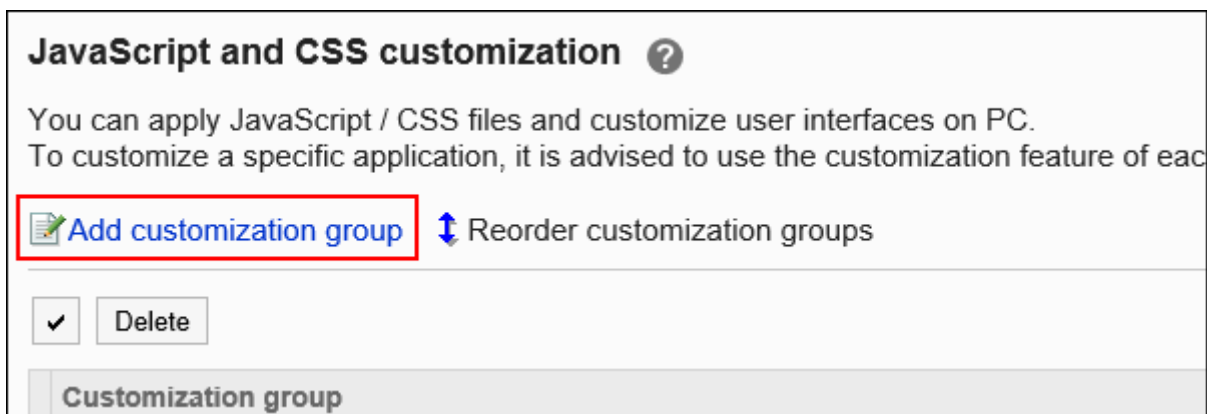 JavaScript and CSS customization ?
You can apply JavaScript / CSS files and customize user interfaces on PC.
To customize a specific application, it is advised to use the customization feature of eac
Add customization group Reorder customization groups
Delete
Customization group